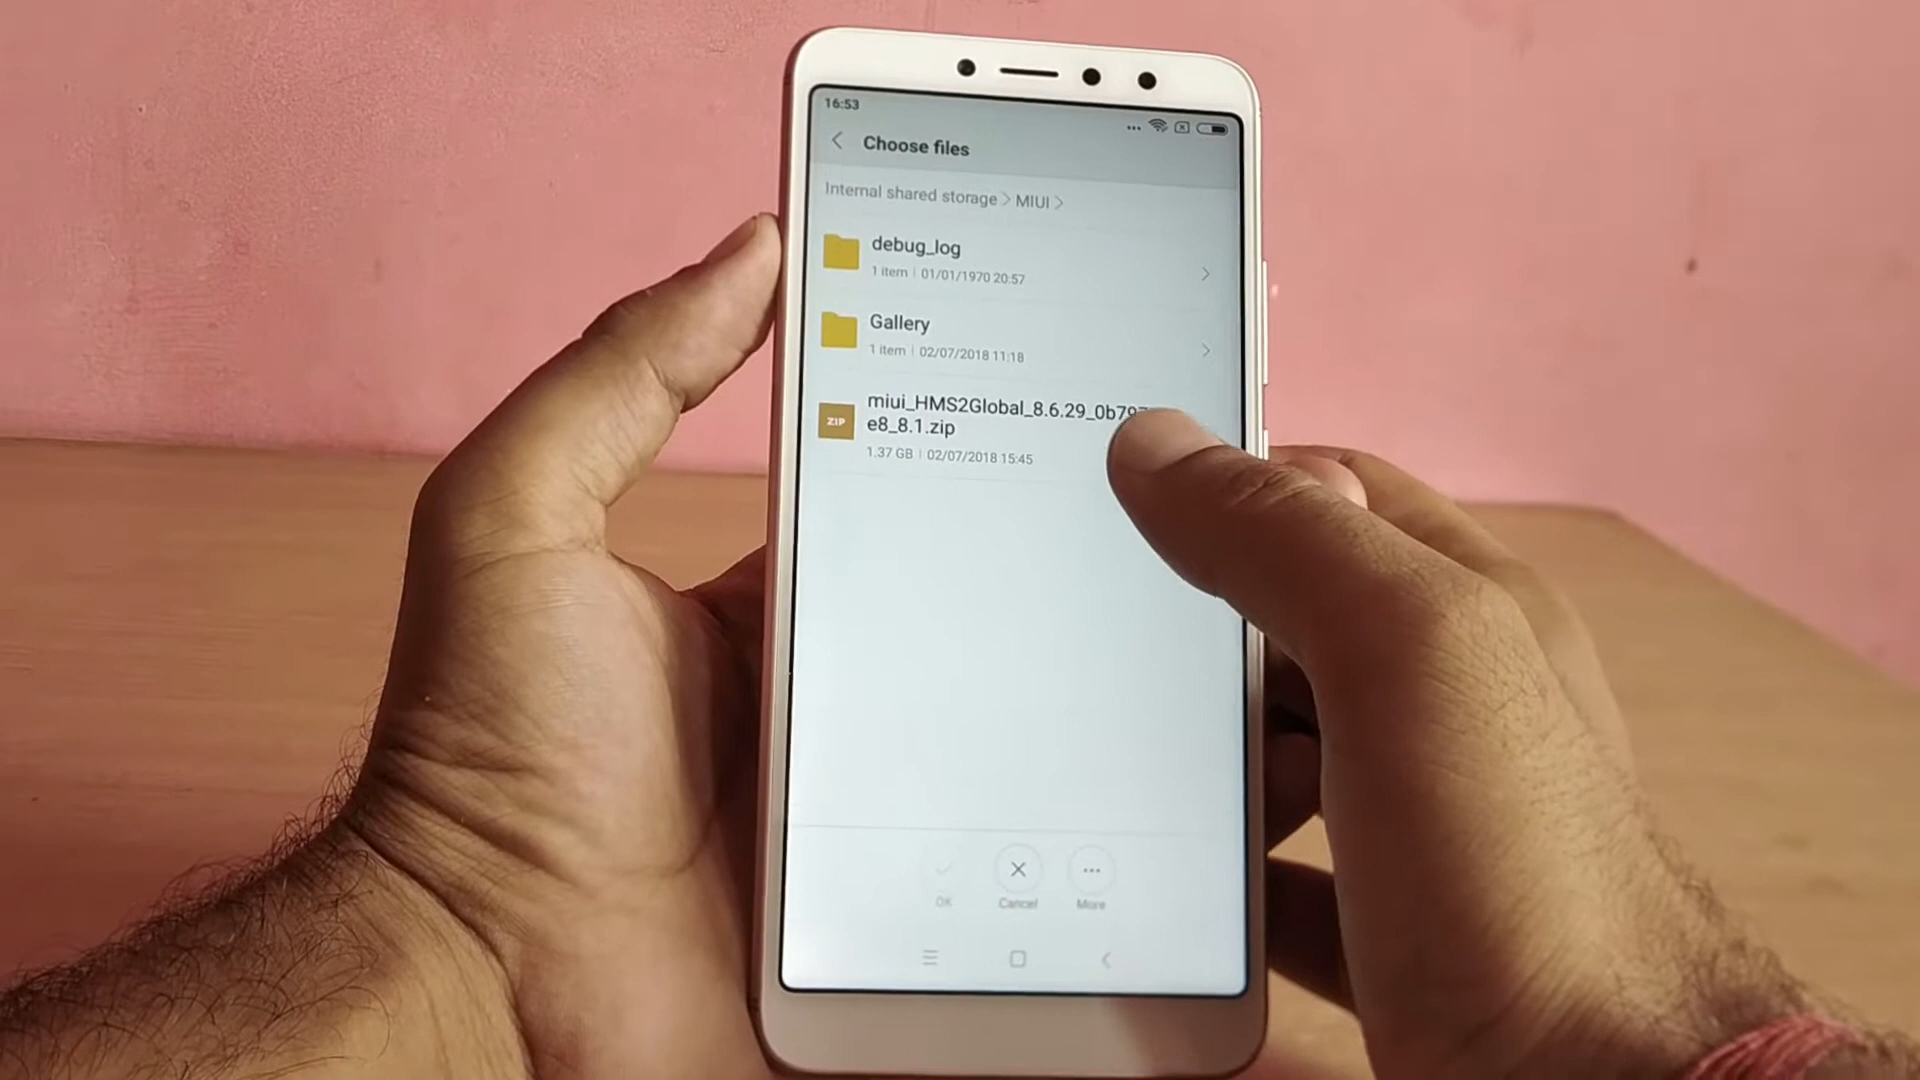 16:53
Choose files
Internal shared storage > MIUI >
debug_log
1 item | 01/01/1970 20:57
Gallery
1 item | 02/07/2018 11:18
miui_HMS2Global_8.6.29_0b79
e8_8.1.zip
ZIP
1.37 GB | 02/07/2018 15:45
OK
Cancel
More